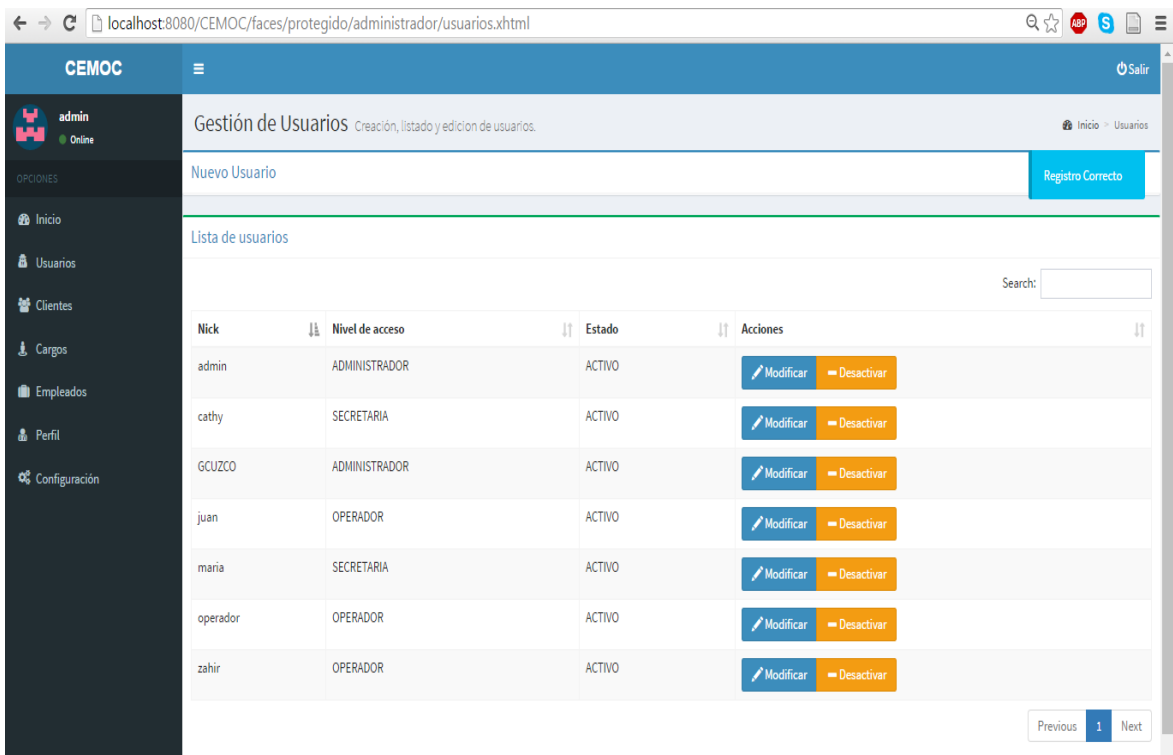 localhost:8080/CEMOC/faces/protegido/administrador/usuarios.xhtml
ABP
S
CEMOC
Salir
admin
Online
Gestión de Usuarios Creación, listado y edicion de usuarios.
Inicio > Usuarios
OPCIONES
Nuevo Usuario
Registro Correcto
Inicio
Usuarios
Clientes
Cargos
Empleados
Perfil
Configuración
Lista de usuarios
Search:
Nick Nivel de acceso Estado Acciones
admin ADMINISTRADOR ACTIVO Modificar Desactivar
cathy SECRETARIA ACTIVO Modificar Desactivar
GCUZCO ADMINISTRADOR ACTIVO Modificar Desactivar
juan OPERADOR ACTIVO Modificar Desactivar
maria SECRETARIA ACTIVO Modificar Desactivar
operador OPERADOR ACTIVO Modificar Desactivar
zahir OPERADOR ACTIVO Modificar Desactivar
Previous 1 Next